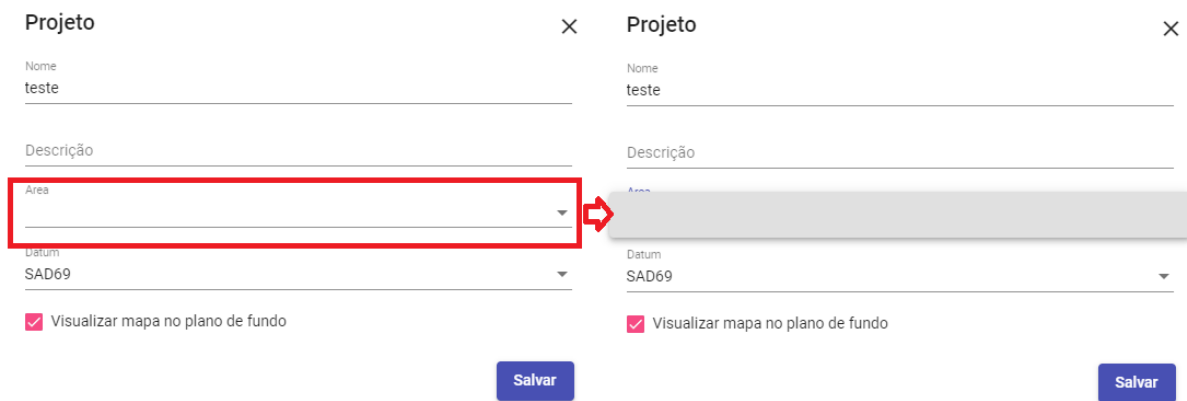 Projeto
Nome
teste
Descrição
Area
Datum
SAD69
Visualizar mapa no plano de fundo
Salvar
Projeto
Nome
teste
Descrição
Area
Datum
SAD69
Visualizar mapa no plano de fundo
Salvar